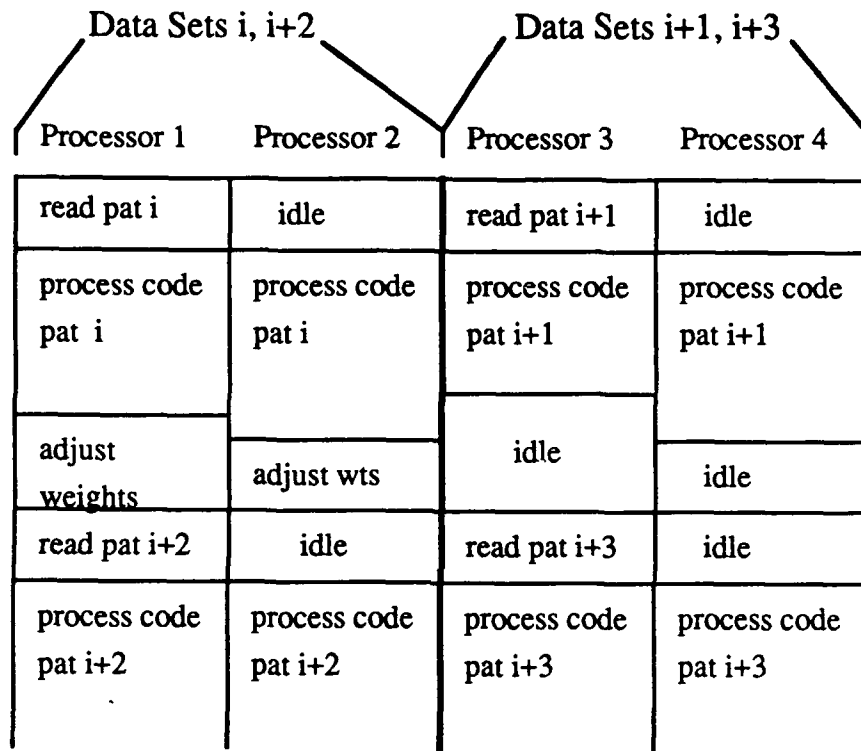 Data Sets i, i+2 Data Sets i+1, i+3
Processor 1 Processor 2 Processor 3 Processor 4
read pat i idle read pat i+1 idle
process code process code process code process code
pat i pat i pat i+1 pat i+1
adjust
weights
adjust wts
idle
idle
read pat i+2 idle read pat i+3 idle
process code process code process code process code
pat i+2 pat i+2 pat i+3 pat i+3